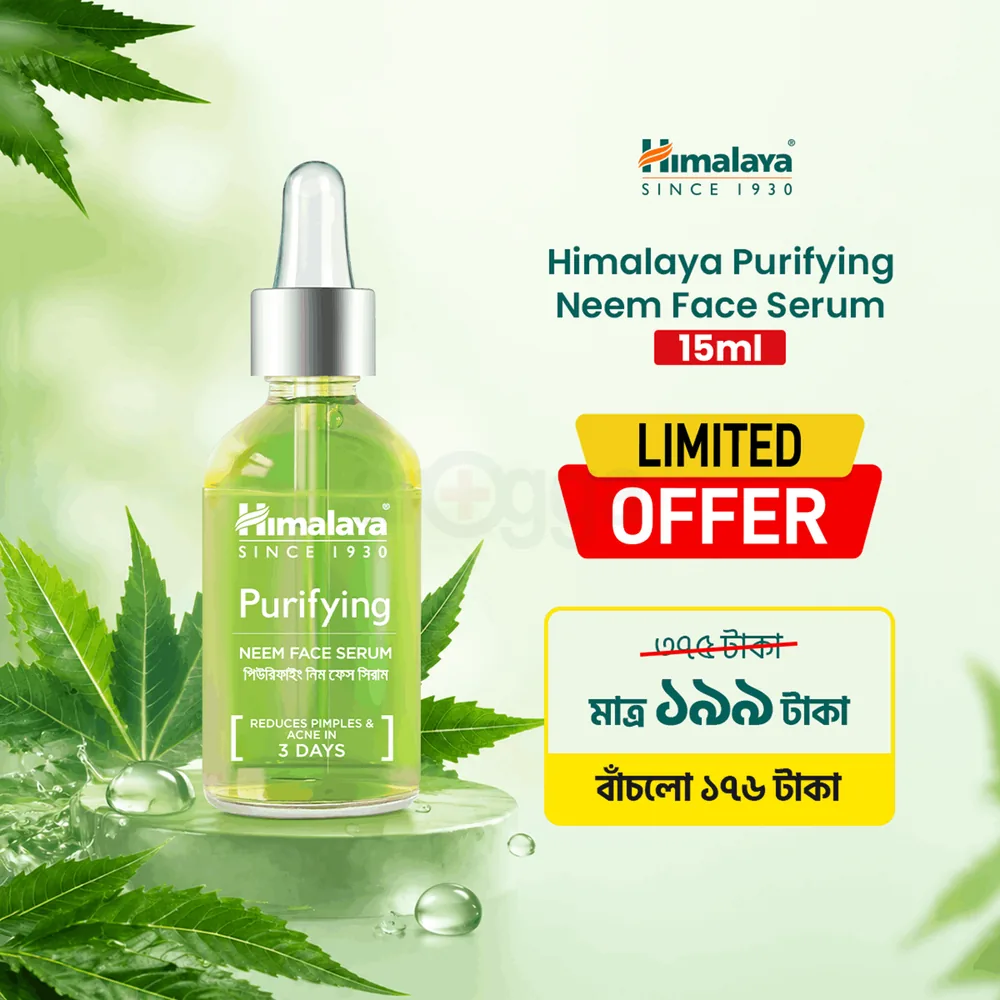 Himalaya®
SINCE 1930
Himalaya Purifying
Neem Face Serum
15ml
LIMITED
OFFER
৩৭৫ টাকা
মাত্র ১৯৯ টাকা
বাঁচলো ১৭৬ টাকা
Himalaya®
SINCE 1930
Purifying
NEEM FACE SERUM
পিউরিফাইং নিম ফেস সিরাম
REDUCES PIMPLES &
ACNE IN
3 DAYS